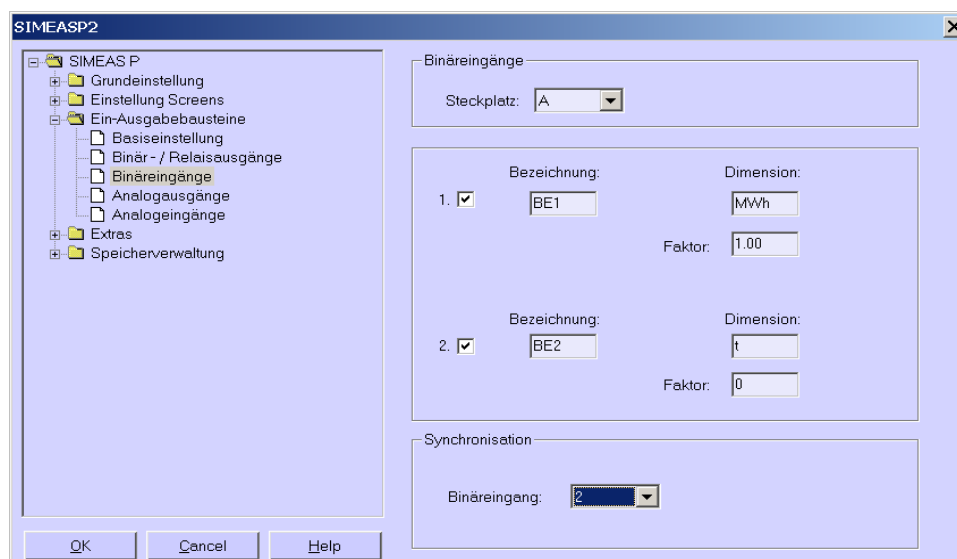 SIMEASP2
SIMEAS P
Grundeinstellung
Einstellung Screens
Ein-Ausgabebausteine
Basiseinstellung
Binär - / Relaisausgänge
Binäreingänge
Analogausgänge
Analogeingänge
Extras
Speicherverwaltung
OK
Cancel
Help
Binäreingänge
Steckplatz: A
Bezeichnung: Dimension:
1. BE1 MWh
Faktor: 1.00
Bezeichnung: Dimension:
2. BE2 t
Faktor: 0
Synchronisation
Binäreingang: 2